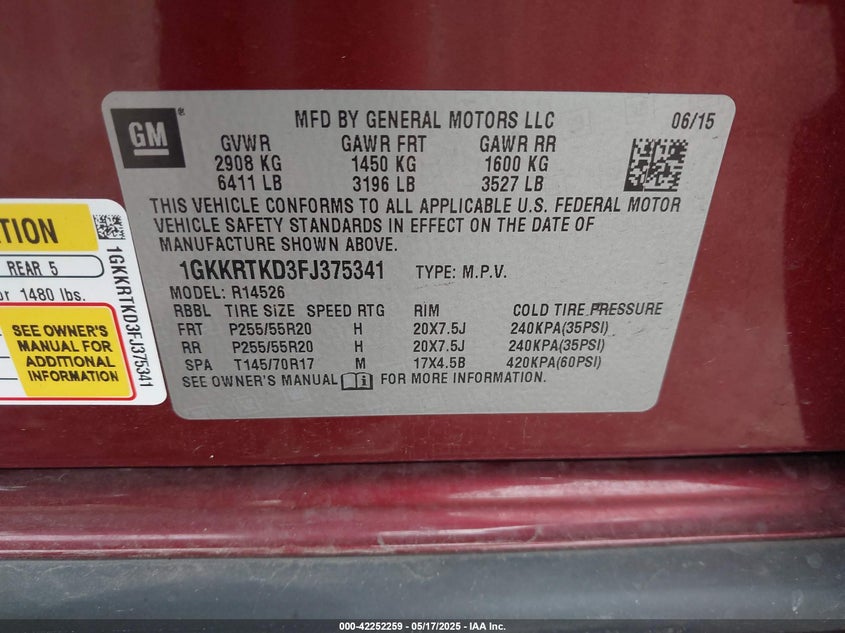 GM
MFD BY GENERAL MOTORS LLC 06/15
GVWR GAWR FRT GAWR RR
2908 KG 1450 KG 1600 KG
6411 LB 3196 LB 3527 LB
THIS VEHICLE CONFORMS TO ALL APPLICABLE U.S. FEDERAL MOTOR
VEHICLE SAFETY STANDARDS IN EFFECT ON THE DATE OF
MANUFACTURE SHOWN ABOVE.
1GKKRTKD3FJ375341 TYPE: M.P.V.
MODEL: R14526
RBBL TIRE SIZE SPEED RTG RIM COLD TIRE PRESSURE
FRT P255/55R20 H 20X7.5J 240KPA(35PSI)
RR P255/55R20 H 20X7.5J 240KPA(35PSI)
SPA T145/70R17 M 17X4.5B 420KPA(60PSI)
SEE OWNER'S MANUAL FOR MORE INFORMATION.
REAR 5
1480 lbs.
SEE OWNER'S
MANUAL FOR
ADDITIONAL
INFORMATION
1GKKRTKD3FJ375341
000-42252259 - 05/17/2025 - IAA Inc.